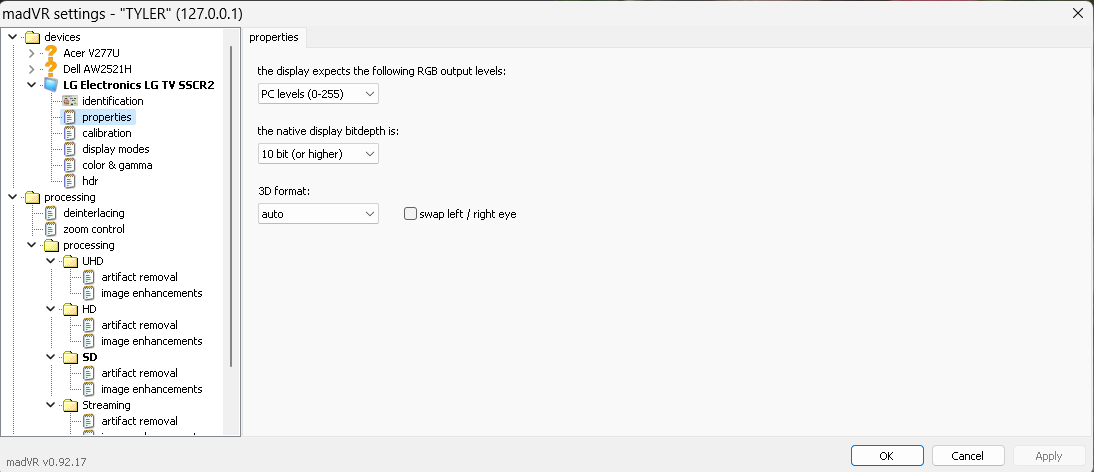 madVR settings - "TYLER" (127.0.0.1)
devices
Acer V277U
Dell AW2521H
LG Electronics LG TV SSCR2
identification
properties
calibration
display modes
color & gamma
hdr
processing
deinterlacing
zoom control
processing
UHD
artifact removal
image enhancements
HD
artifact removal
image enhancements
SD
artifact removal
image enhancements
Streaming
artifact removal
properties
the display expects the following RGB output levels:
PC levels (0-255)
the native display bitdepth is:
10 bit (or higher)
3D format:
auto
swap left / right eye
madVR v0.92.17
OK
Cancel
Apply